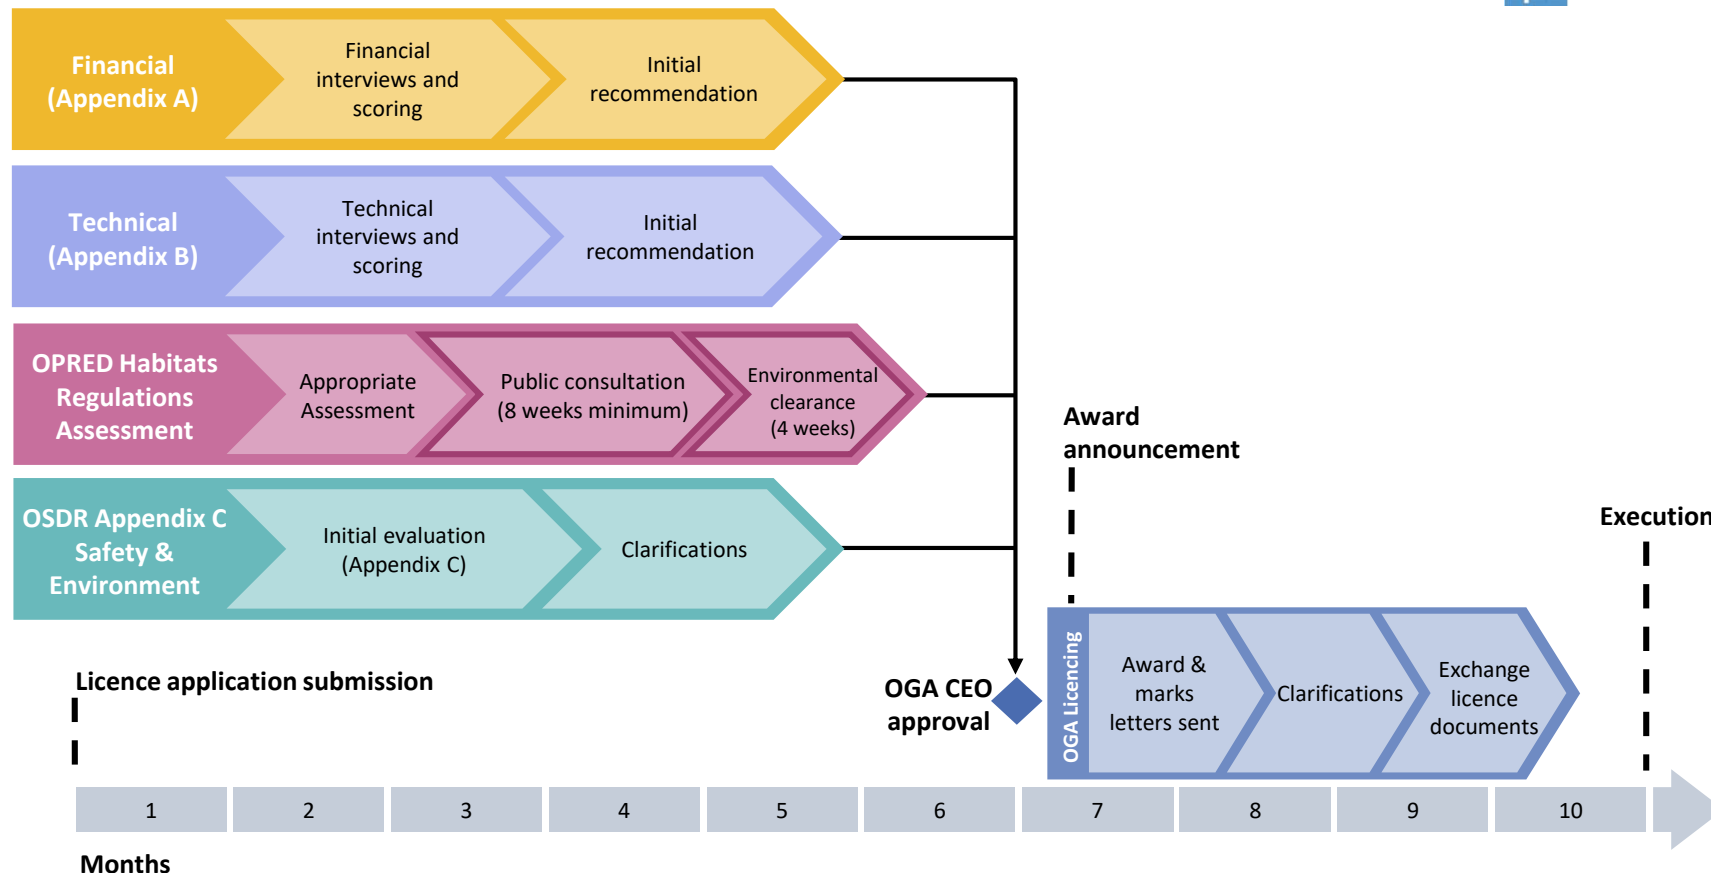 Financial
(Appendix A)
Financial
interviews and
scoring
Initial
recommendation
Technical
(Appendix B)
Technical
interviews and
scoring
Initial
recommendation
OPRED Habitats
Regulations
Assessment
Appropriate
Assessment
Public consultation
(8 weeks minimum)
Environmental
clearance
(4 weeks)
OSDR Appendix C
Safety &
Environment
Initial evaluation
(Appendix C)
Clarifications
Award
announcement
Execution
Licence application submission
OGA CEO
approval
OGA Licencing
Award &
marks
letters sent
Clarifications
Exchange
licence
documents
1 2 3 4 5 6 7 8 9 10
Months